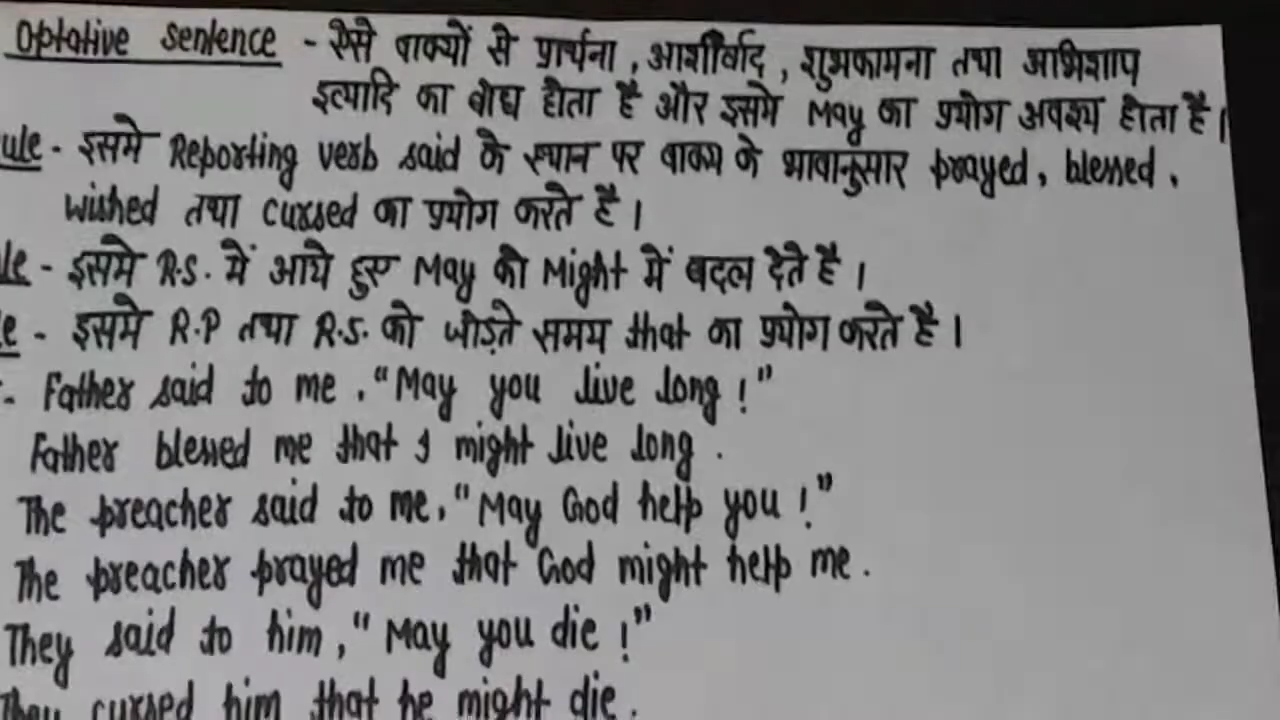 Optative sentence - ऐसे वाक्यों से प्रार्थना, आशीर्वाद, शुभकामना तथा अभिशाप
इत्यादि का बोध होता है और इसमे May का प्रयोग अवश्य होता है।
ule - इसमे Reporting verb said के स्थान पर वाक्य के भावानुसार prayed, blessed,
wished तथा cursed का प्रयोग करते है।
le - इसमे R.S. में आये हुए May को Might में बदल देते है।
e - इसमे R.P तथा R.S. को जोड़ते समय that का प्रयोग करते है।
Father said to me, "May you live long!"
Father blessed me that I might live long.
The preacher said to me, "May God help you!"
The preacher prayed me that God might help me.
They said to him, "May you die!"
They cursed him that he might die.